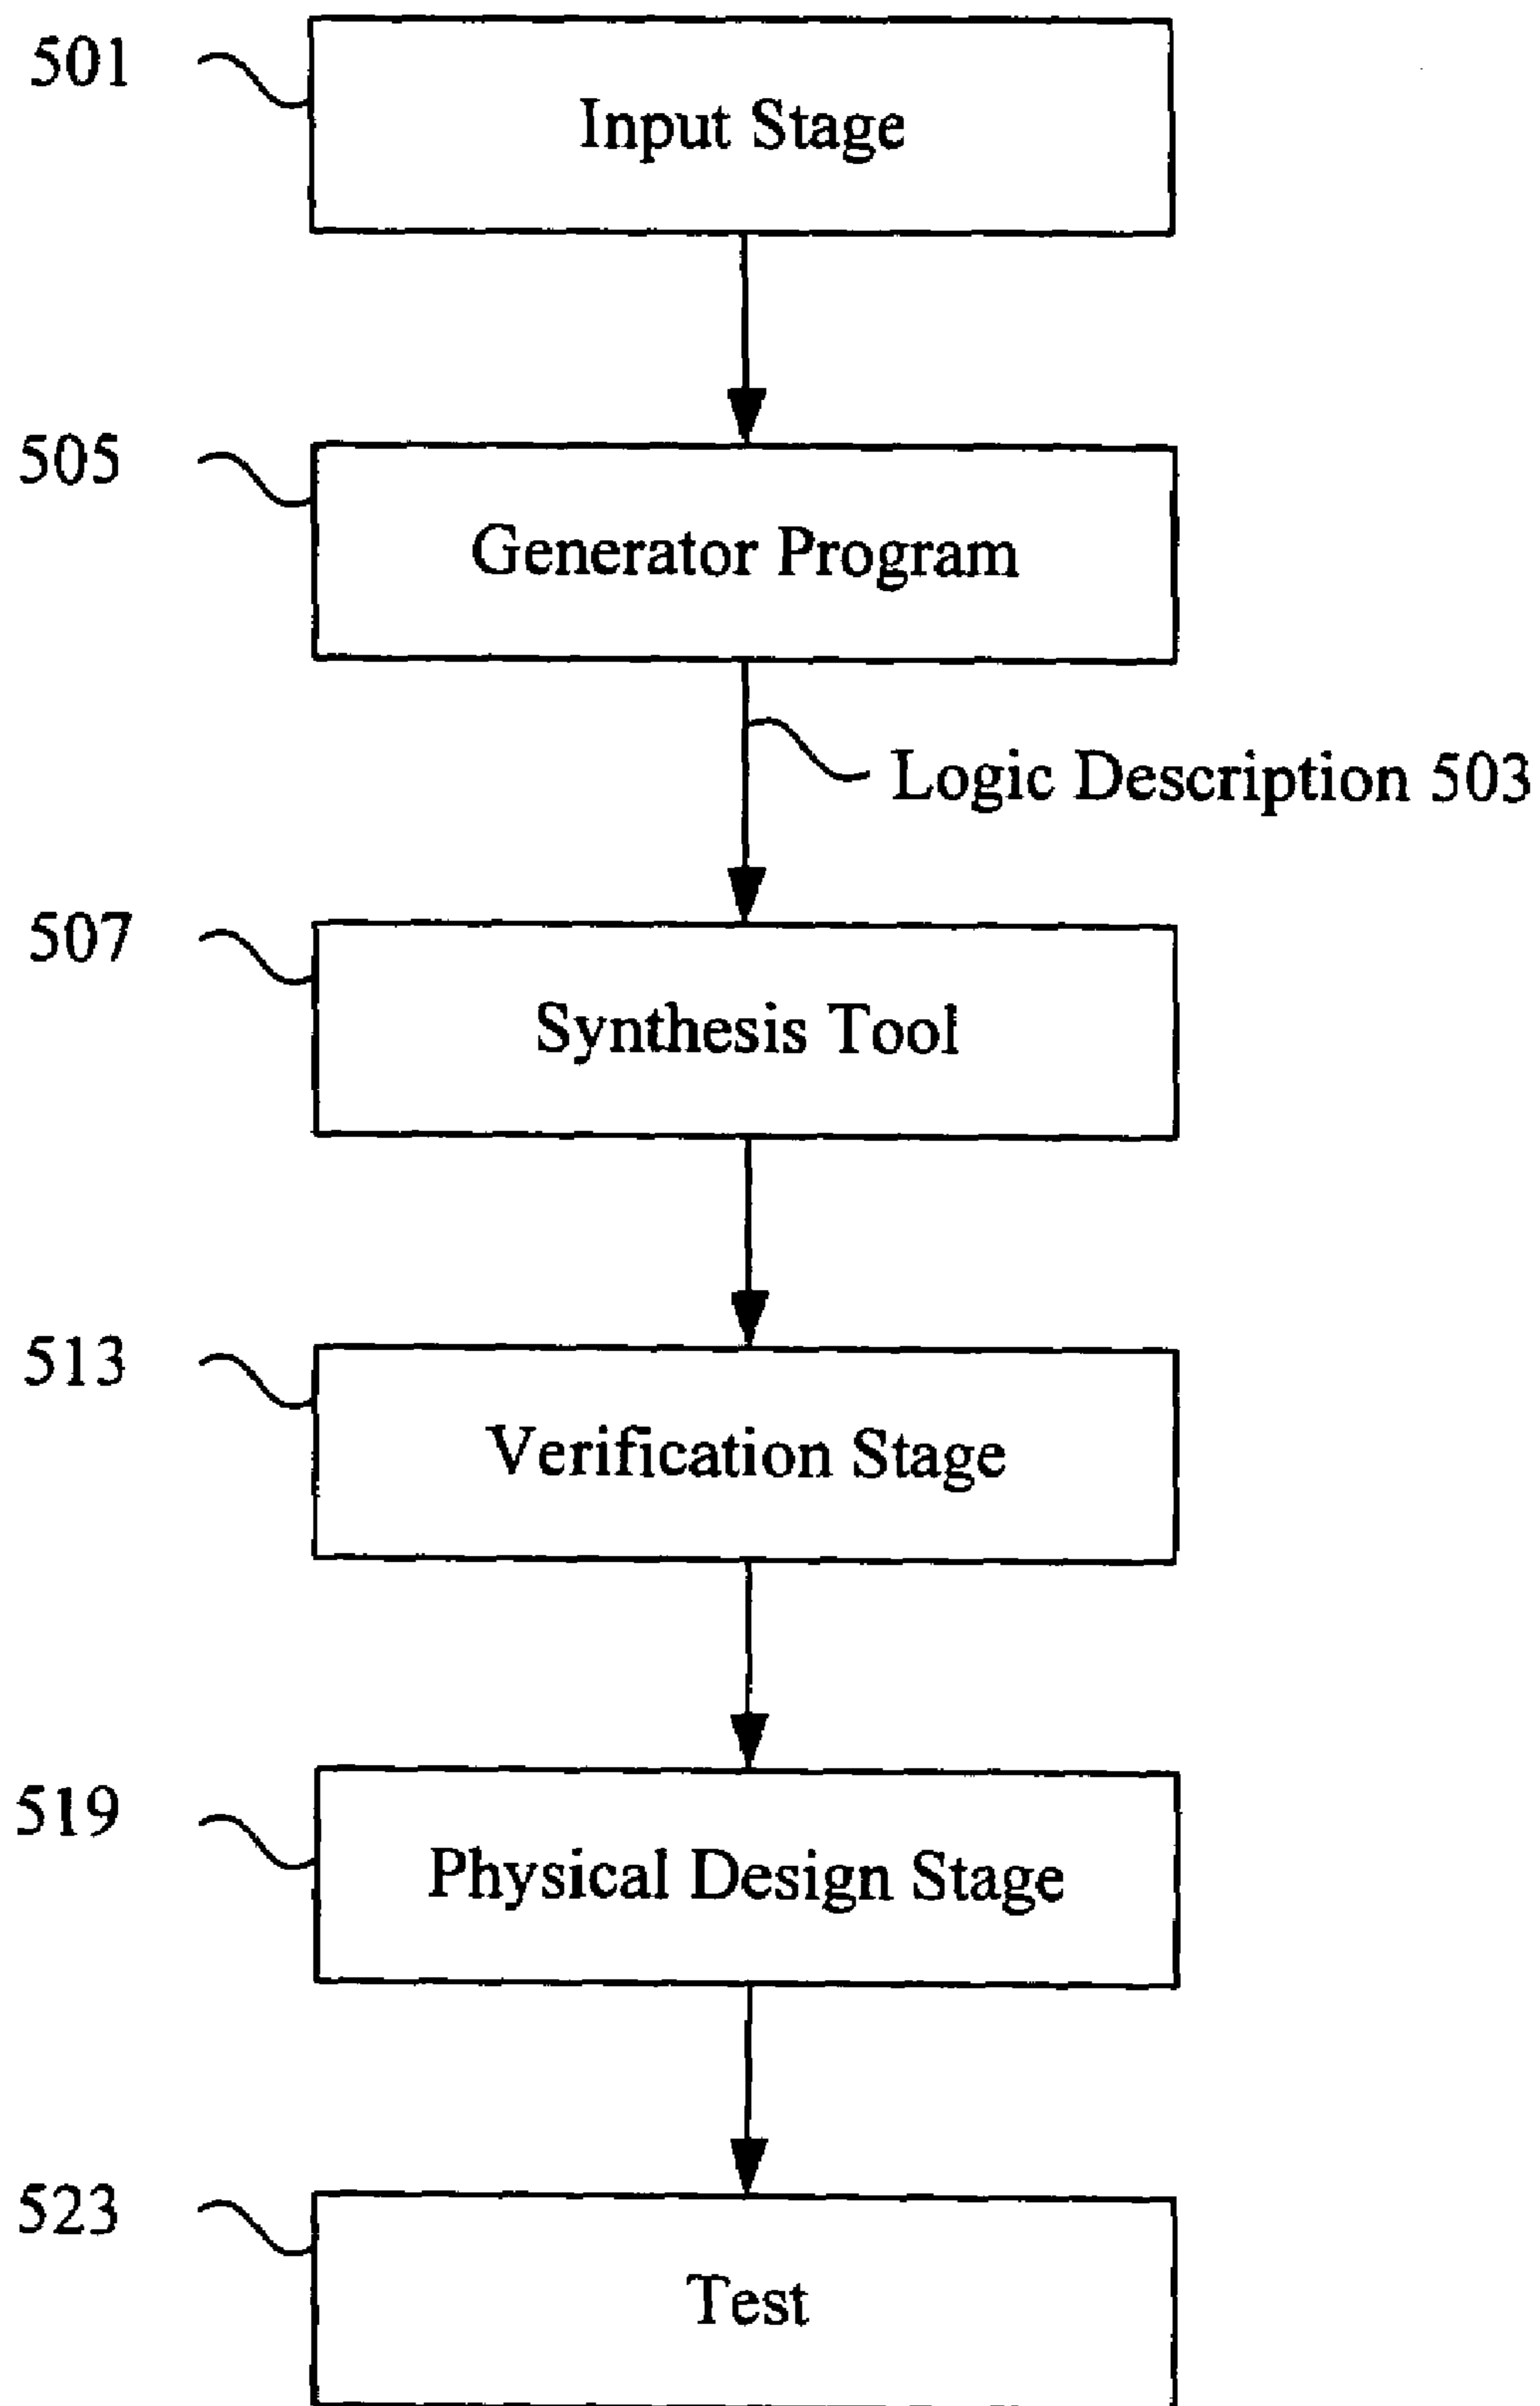 501
Input Stage
505
Generator Program
Logic Description 503
507
Synthesis Tool
513
Verification Stage
519
Physical Design Stage
523
Test